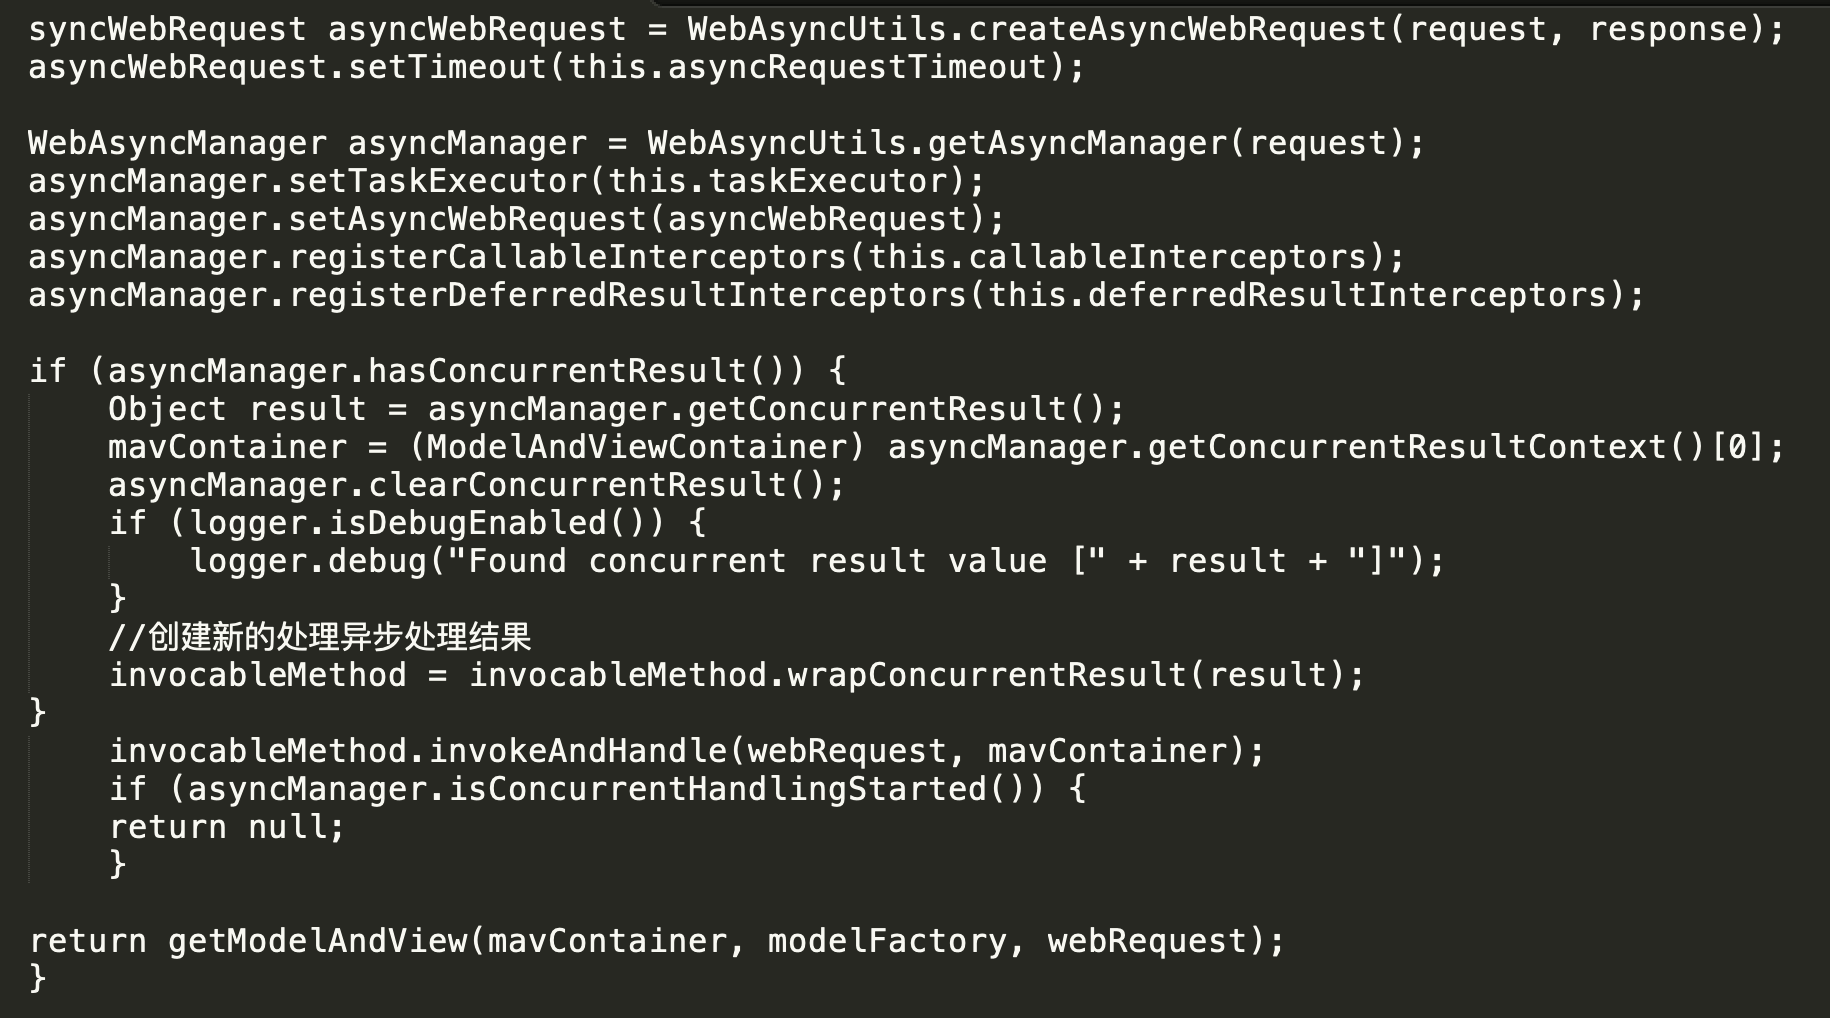 syncWebRequest asyncWebRequest = WebAsyncUtils.createAsyncWebRequest(request, response);
asyncWebRequest.setTimeout(this.asyncRequestTimeout);
WebAsyncManager asyncManager = WebAsyncUtils.getAsyncManager(request);
asyncManager.setTaskExecutor(this.taskExecutor);
asyncManager.setAsyncWebRequest(asyncWebRequest);
asyncManager.registerCallableInterceptors(this.callableInterceptors);
asyncManager.registerDeferredResultInterceptors(this.deferredResultInterceptors);
if (asyncManager.hasConcurrentResult()) {
Object result = asyncManager.getConcurrentResult();
mavContainer = (ModelAndViewContainer) asyncManager.getConcurrentResultContext()[0];
asyncManager.clearConcurrentResult();
if (logger.isDebugEnabled()) {
logger.debug("Found concurrent result value [" + result + "]");
}
//创建新的处理异步处理结果
invocableMethod = invocableMethod.wrapConcurrentResult(result);
}
invocableMethod.invokeAndHandle(webRequest, mavContainer);
if (asyncManager.isConcurrentHandlingStarted()) {
return null;
}
return getModelAndView(mavContainer, modelFactory, webRequest);
}